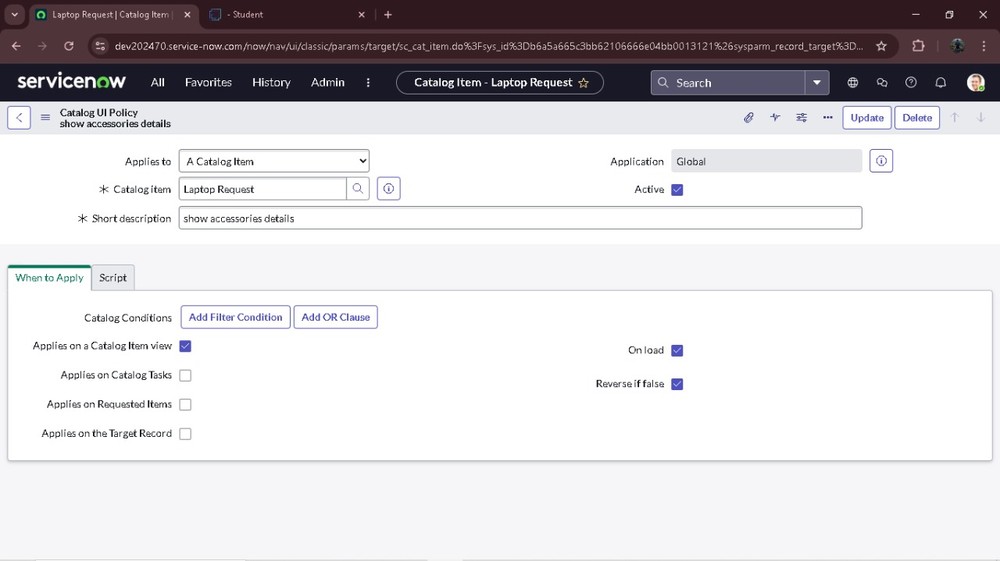 Laptop Request | Catalog Item |
- Student
dev202470.service-now.com/now/nav/ui/classic/params/target/sc_cat_item.do%3Fsys_id%3Db6a5a665c3bb62106666e04bb0013121%26sysparm_record_target%3D...
servicenow All Favorites History Admin Catalog Item - Laptop Request Search
Catalog UI Policy
show accessories details
Update Delete
Applies to A Catalog Item Application Global
Catalog item Laptop Request Active
Short description show accessories details
When to Apply Script
Catalog Conditions Add Filter Condition Add OR Clause
Applies on a Catalog Item view On load
Applies on Catalog Tasks Reverse if false
Applies on Requested Items
Applies on the Target Record